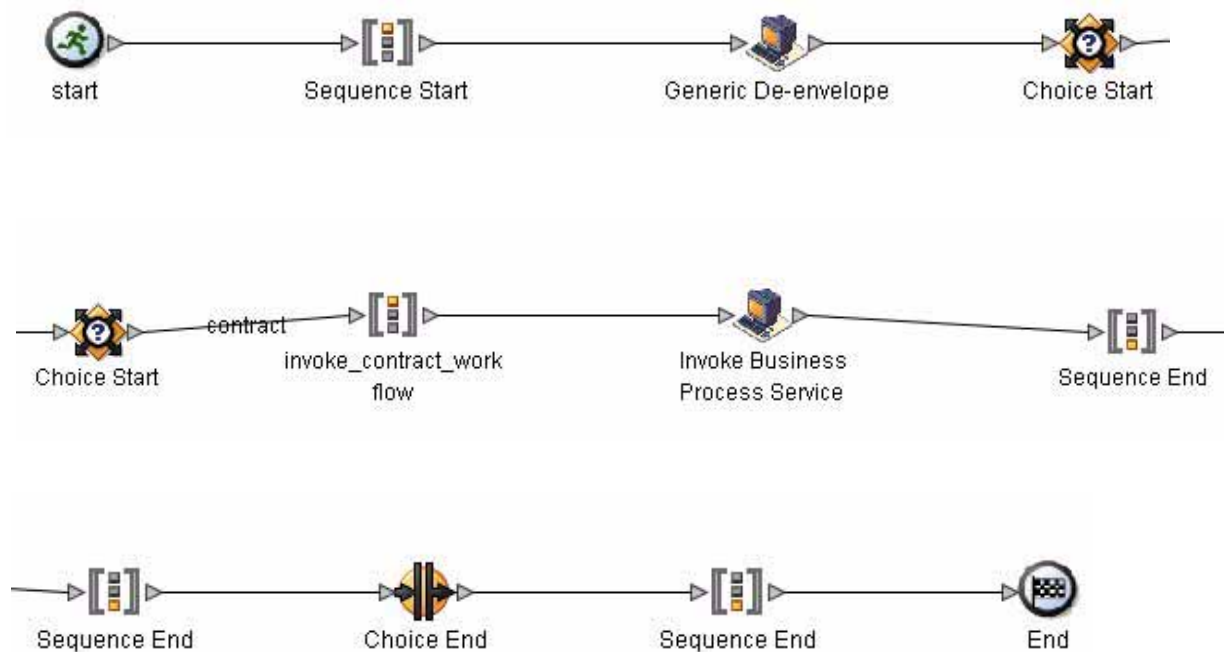 start
Sequence Start
Generic De-envelope
Choice Start
contract
Choice Start
invoke_contract_work
flow
Invoke Business
Process Service
Sequence End
Sequence End
Choice End
Sequence End
End